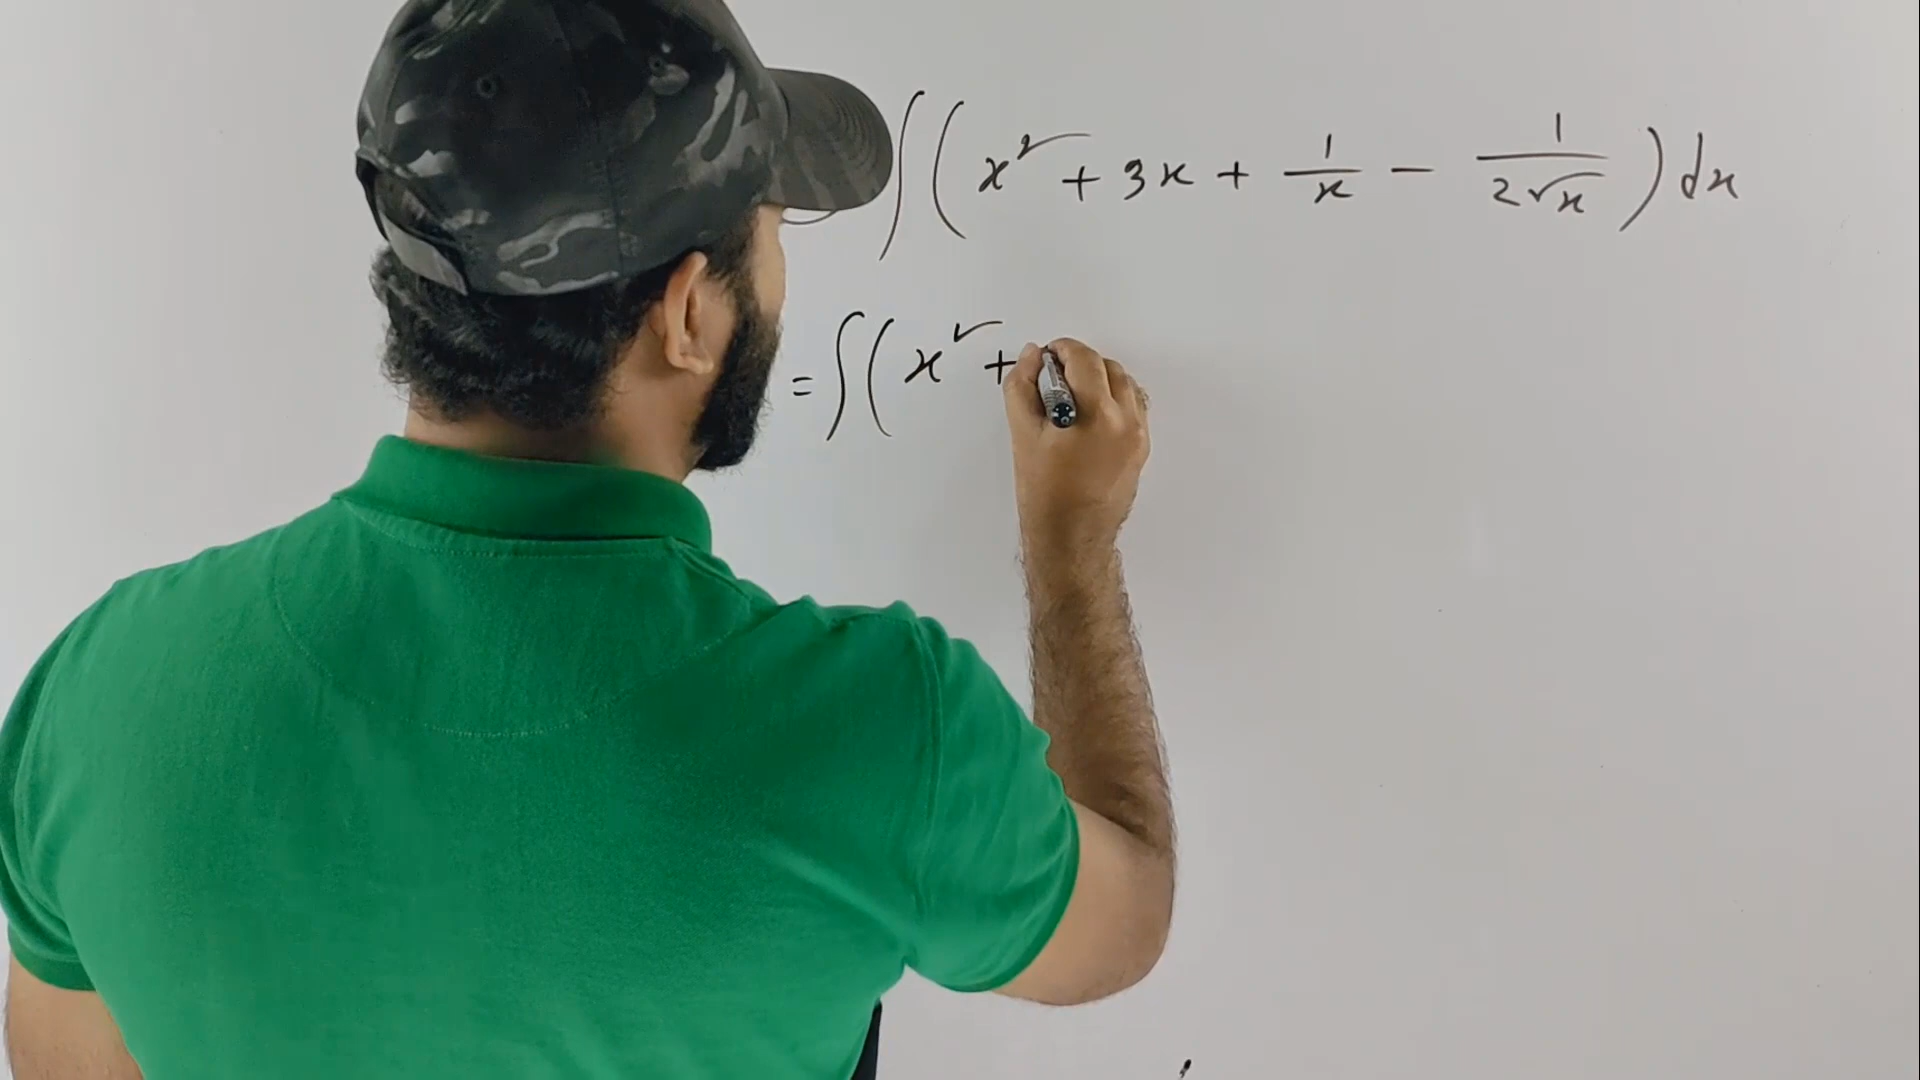 ∫(x² + 3x + 1/x − 1/(2√x)) dx
= ∫(x² +